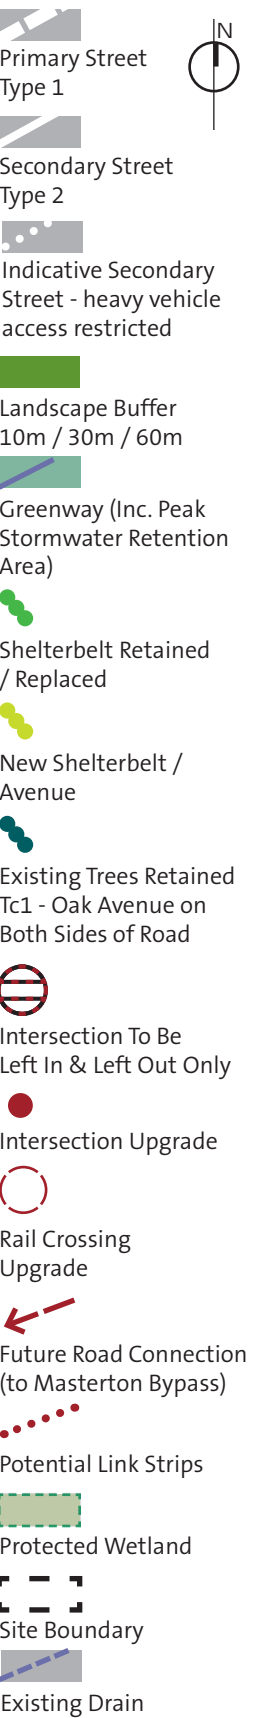 N
Primary Street
Type 1
Secondary Street
Type 2
Indicative Secondary
Street - heavy vehicle
access restricted
Landscape Buffer
10m / 30m / 60m
Greenway (Inc. Peak
Stormwater Retention
Area)
Shelterbelt Retained
/ Replaced
New Shelterbelt /
Avenue
Existing Trees Retained
Tc1 - Oak Avenue on
Both Sides of Road
Intersection To Be
Left In & Left Out Only
Intersection Upgrade
Rail Crossing
Upgrade
Future Road Connection
(to Masterton Bypass)
Potential Link Strips
Protected Wetland
Site Boundary
Existing Drain